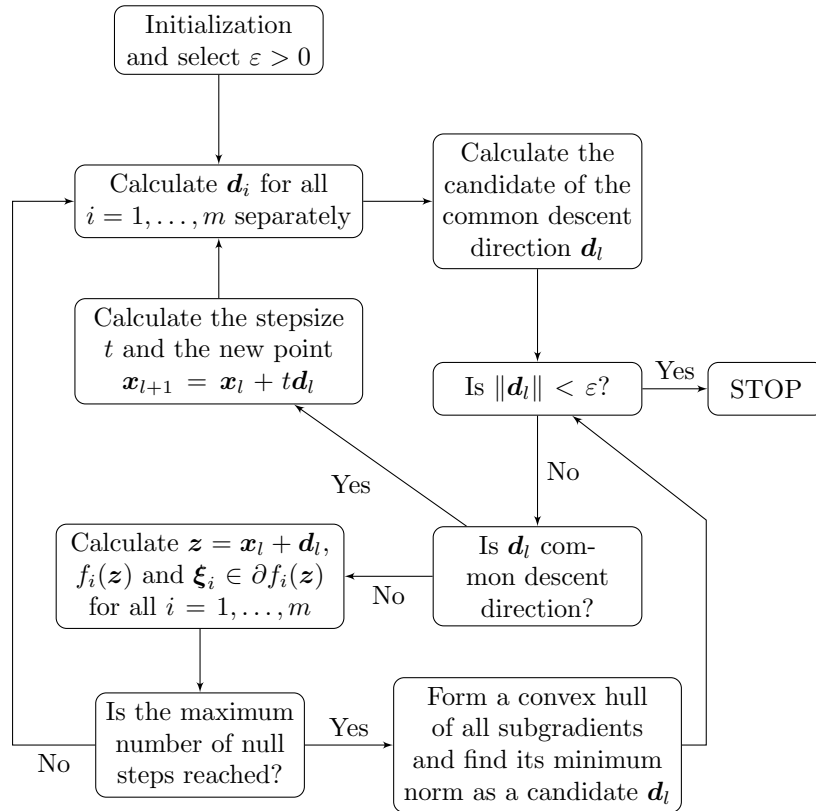 Initialization
and select ε > 0
Calculate d_i for all
i = 1, . . . , m separately
Calculate the
candidate of the
common descent
direction d_l
Calculate the stepsize
t and the new point
x_{l+1} = x_l + td_l
Is ‖d_l‖ < ε?
Yes
STOP
No
Yes
Is d_l com-
mon descent
direction?
No
Calculate z = x_l + d_l,
f_i(z) and ξ_i ∈ ∂f_i(z)
for all i = 1, . . . , m
Is the maximum
number of null
steps reached?
No
Yes
Form a convex hull
of all subgradients
and find its minimum
norm as a candidate d_l